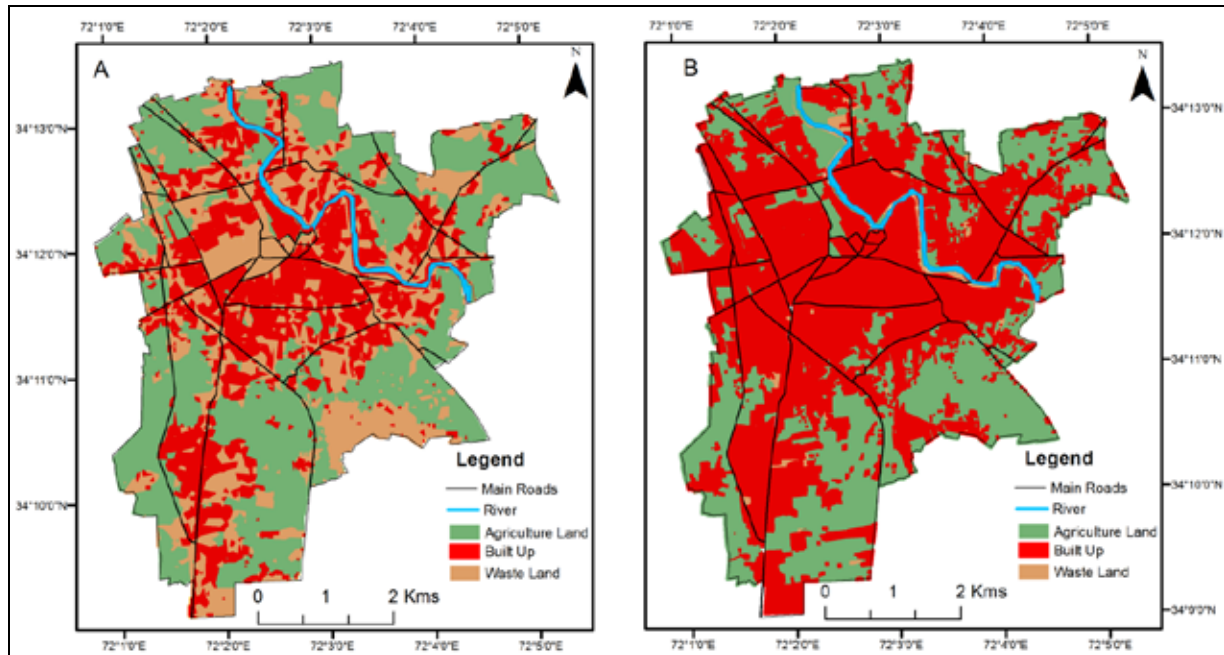 72°1'0"E 72°2'0"E 72°3'0"E 72°4'0"E 72°5'0"E
A
N
34°13'0"N
34°12'0"N
34°11'0"N
34°10'0"N
Legend
Main Roads
River
Agriculture Land
Built Up
Waste Land
0 1 2 Kms
72°1'0"E 72°2'0"E 72°3'0"E 72°4'0"E 72°5'0"E
72°1'0"E 72°2'0"E 72°3'0"E 72°4'0"E 72°5'0"E
B
N
34°13'0"N
34°12'0"N
34°11'0"N
34°10'0"N
34°9'0"N
Legend
Main Roads
River
Agriculture Land
Built Up
Waste Land
0 1 2 Kms
72°1'0"E 72°2'0"E 72°3'0"E 72°4'0"E 72°5'0"E